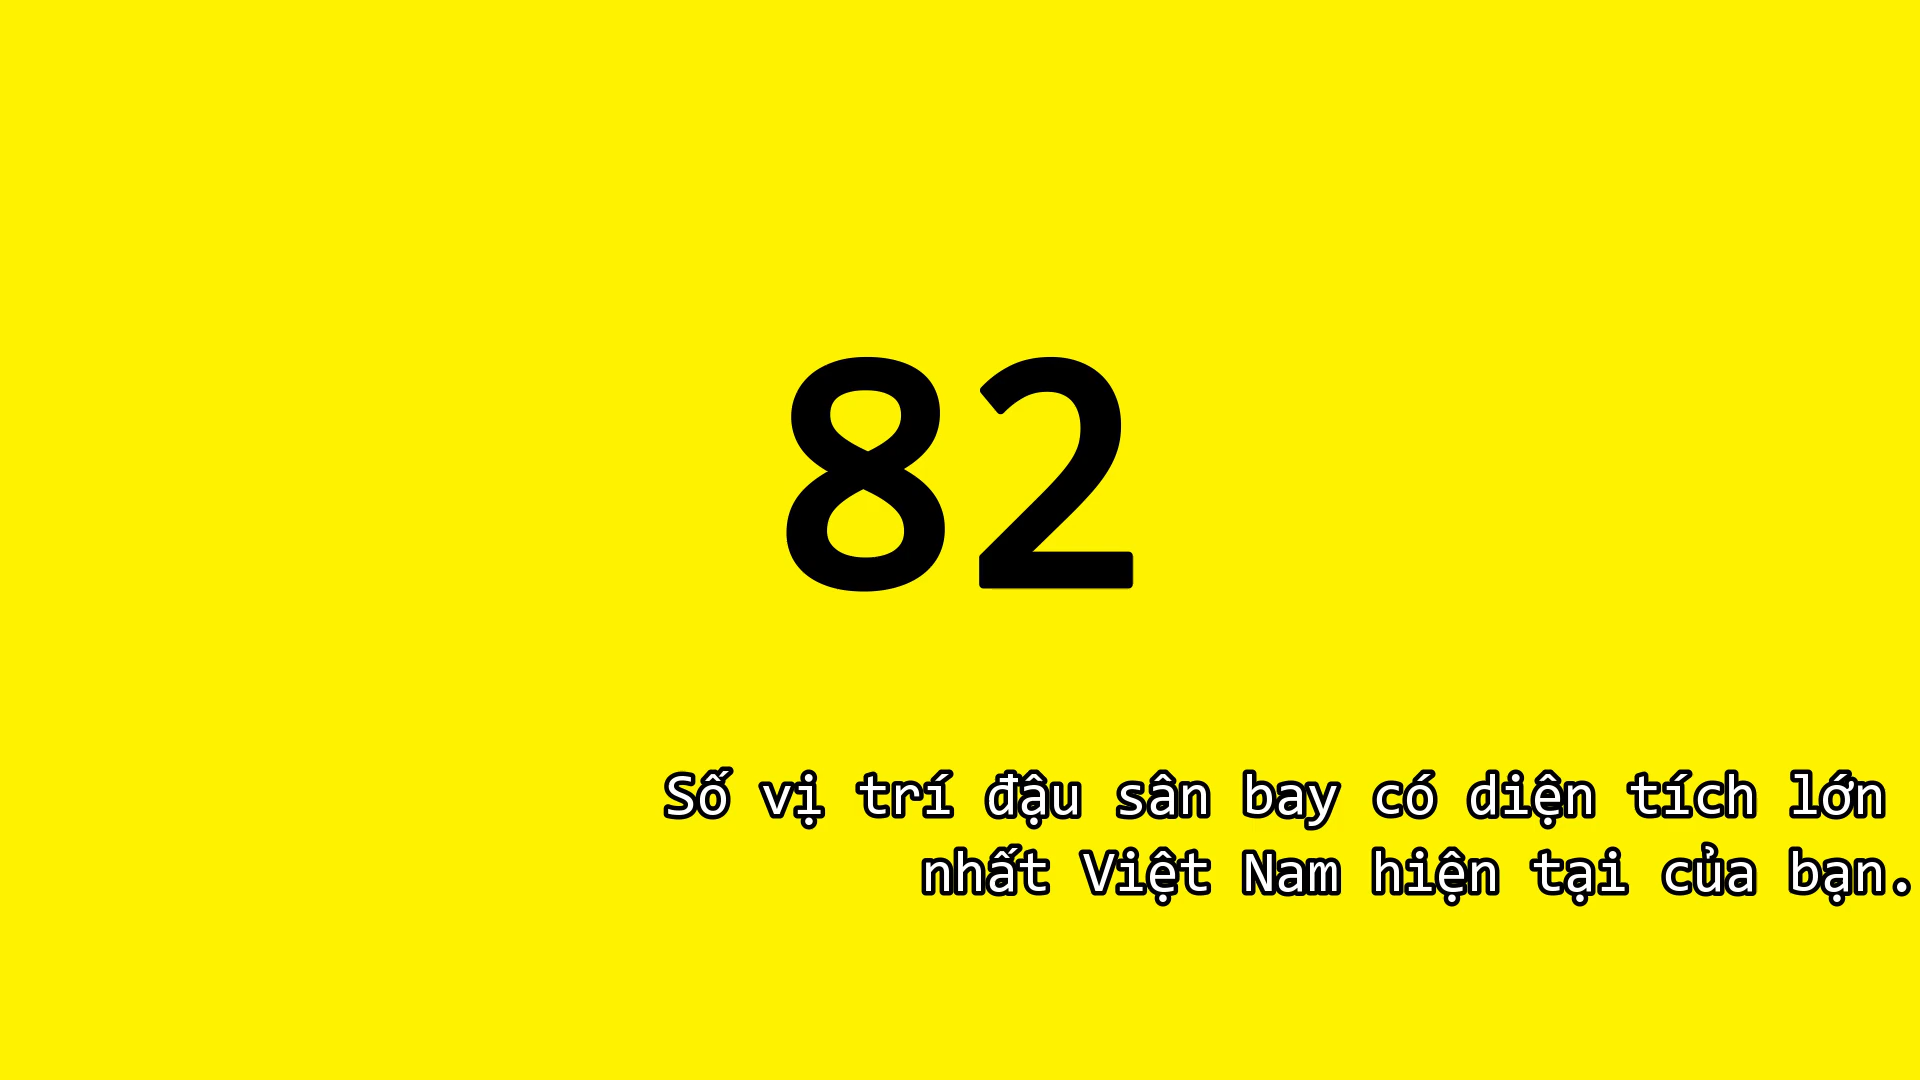 82
Số vị trí đậu sân bay có diện tích lớn
nhất Việt Nam hiện tại của bạn.